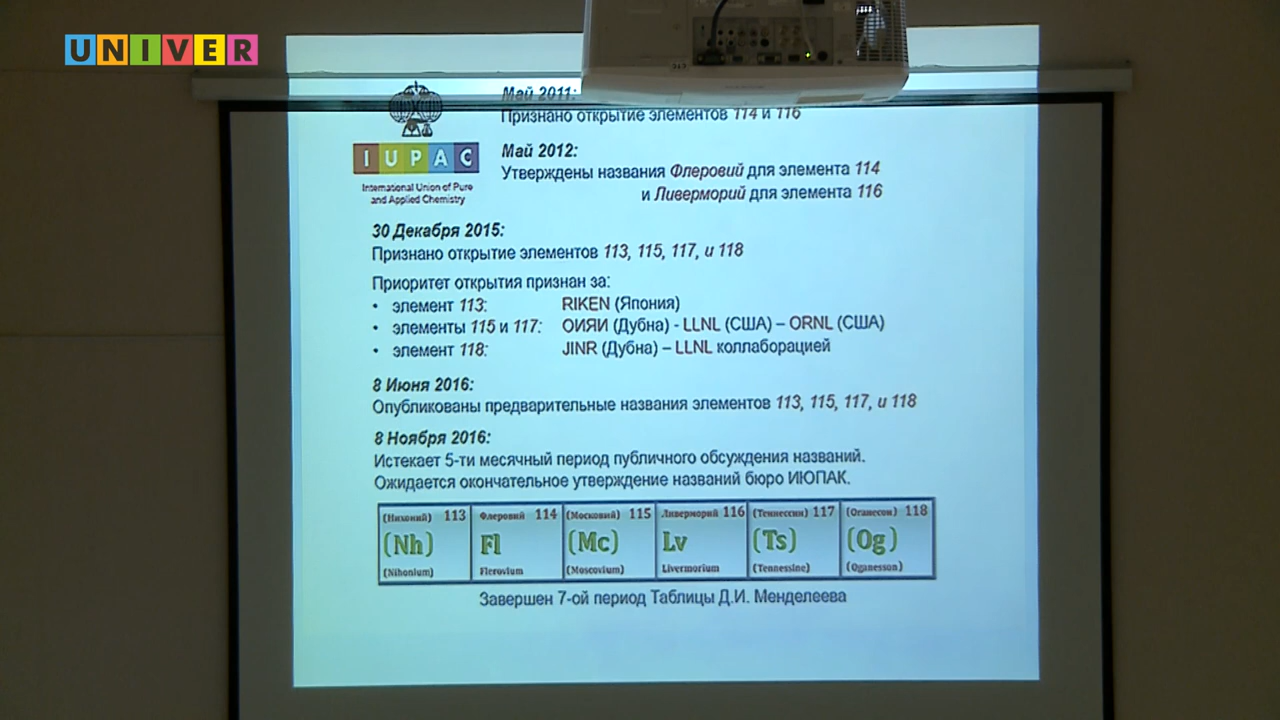 UNIVER
Май 2011:
Признано открытие элементов 114 и 116
IUPAC
International Union of Pure
and Applied Chemistry
Май 2012:
Утверждены названия Флеровий для элемента 114
и Ливерморий для элемента 116
30 Декабря 2015:
Признано открытие элементов 113, 115, 117, и 118
Приоритет открытия признан за:
• элемент 113: RIKEN (Япония)
• элементы 115 и 117: ОИЯИ (Дубна) - LLNL (США) – ORNL (США)
• элемент 118: JINR (Дубна) – LLNL коллаборацией
8 Июня 2016:
Опубликованы предварительные названия элементов 113, 115, 117, и 118
8 Ноября 2016:
Истекает 5-ти месячный период публичного обсуждения названий.
Ожидается окончательное утверждение названий бюро ИЮПАК.
(Нихоний) 113 Флеровий 114 (Московий) 115 Ливерморий 116 (Теннессин) 117 (Оганесон) 118
(Nh) Fl (Mc) Lv (Ts) (Og)
(Nihonium) Flerovium (Moscovium) Livermorium (Tennessine) (Oganesson)
Завершен 7-ой период Таблицы Д.И. Менделеева